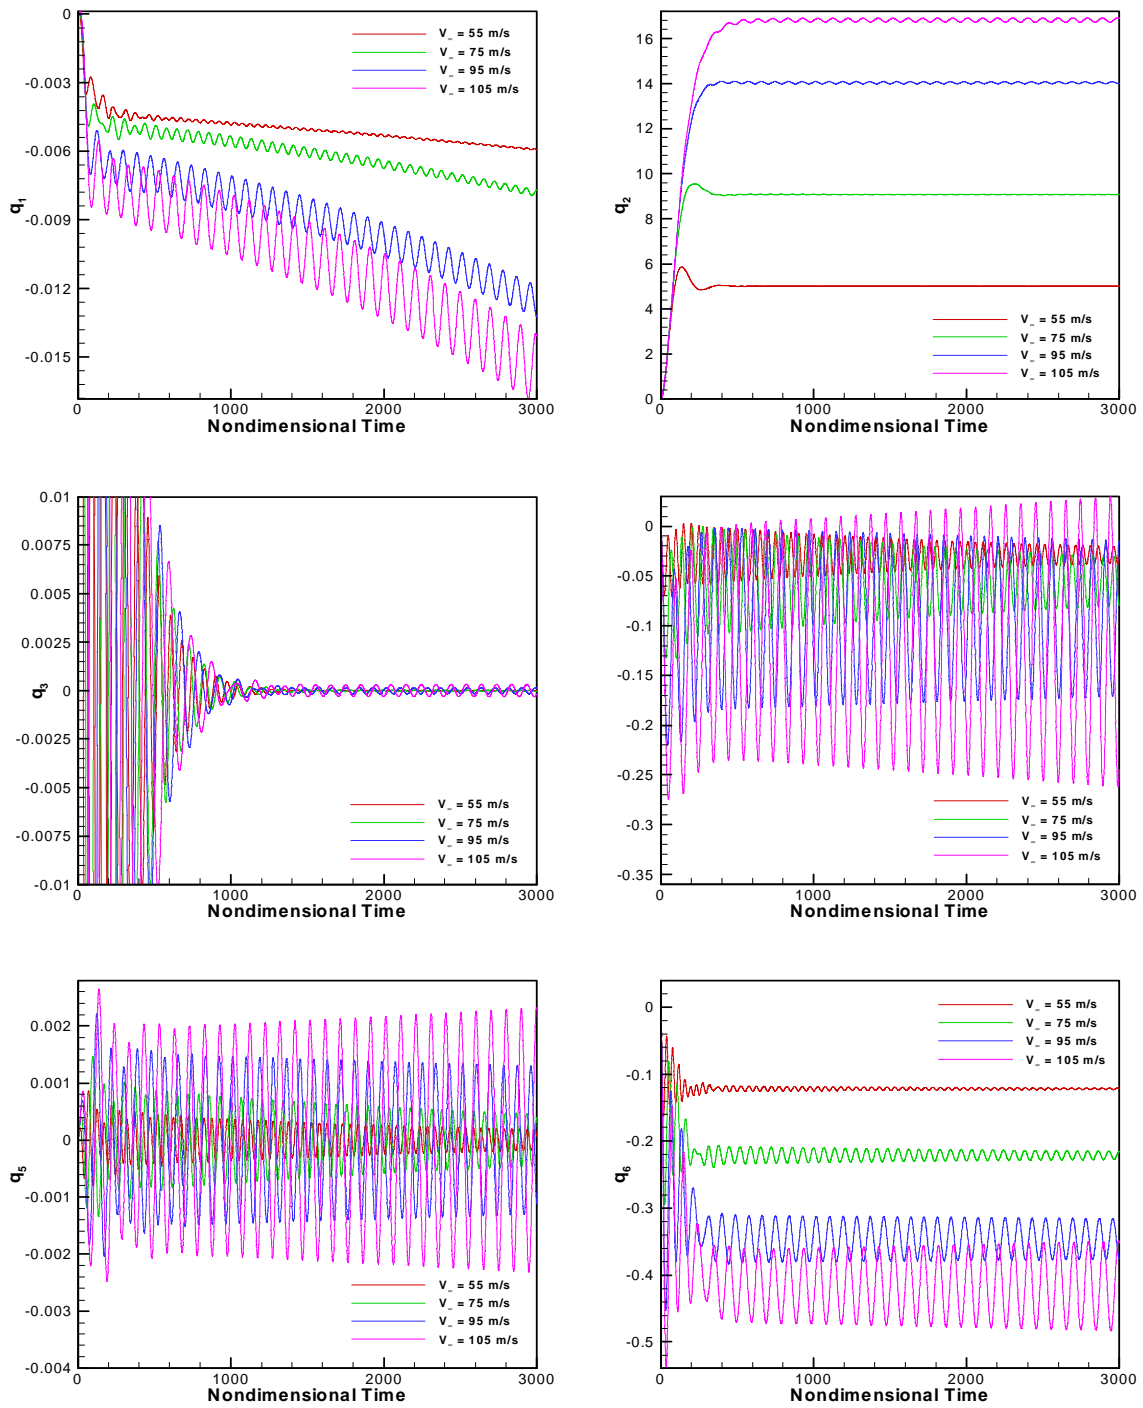 0
-0.003
-0.006
-0.009
-0.012
-0.015
q1
V_ = 55 m/s
V_ = 75 m/s
V_ = 95 m/s
V_ = 105 m/s
0 1000 2000 3000
Nondimensional Time
16
14
12
10
8
6
4
2
0
q2
V_ = 55 m/s
V_ = 75 m/s
V_ = 95 m/s
V_ = 105 m/s
0 1000 2000 3000
Nondimensional Time
0.01
0.0075
0.005
0.0025
0
-0.0025
-0.005
-0.0075
-0.01
q3
V_ = 55 m/s
V_ = 75 m/s
V_ = 95 m/s
V_ = 105 m/s
0 1000 2000 3000
Nondimensional Time
0
-0.05
-0.1
-0.15
-0.2
-0.25
-0.3
-0.35
V_ = 55 m/s
V_ = 75 m/s
V_ = 95 m/s
V_ = 105 m/s
0 1000 2000 3000
Nondimensional Time
0.002
0.001
0
-0.001
-0.002
-0.003
-0.004
q5
V_ = 55 m/s
V_ = 75 m/s
V_ = 95 m/s
V_ = 105 m/s
0 1000 2000 3000
Nondimensional Time
0
-0.1
-0.2
-0.3
-0.4
-0.5
q6
V_ = 55 m/s
V_ = 75 m/s
V_ = 95 m/s
V_ = 105 m/s
0 1000 2000 3000
Nondimensional Time